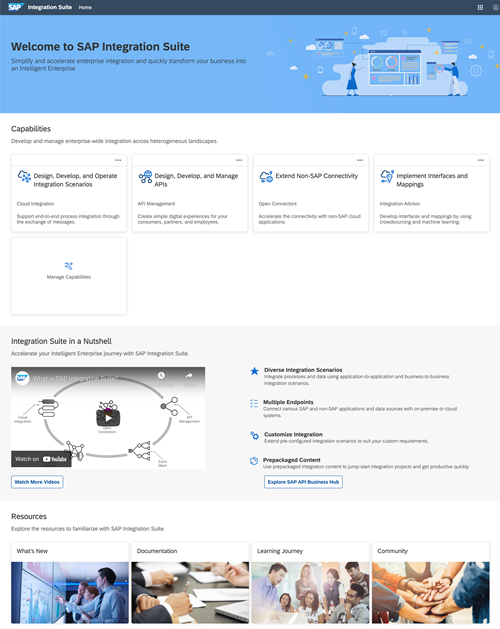 SAP Integration Suite Home
Welcome to SAP Integration Suite
Simplify and accelerate enterprise integration and quickly transform your business into
an Intelligent Enterprise
Capabilities
Develop and manage enterprise-wide integration across heterogeneous landscapes.
Design, Develop, and Operate
Integration Scenarios
Cloud Integration
Support end-to-end process integration through
the exchange of messages.
Design, Develop, and Manage
APIs
API Management
Create simple digital experiences for your
consumers, partners, and employees.
Extend Non-SAP Connectivity
Open Connectors
Accelerate the connectivity with non-SAP cloud
applications.
Implement Interfaces and
Mappings
Integration Advisor
Develop interfaces and mappings by using
crowdsourcing and machine learning.
Manage Capabilities
Integration Suite in a Nutshell
Accelerate your Intelligent Enterprise journey with SAP Integration Suite.
SAP
What is SAP Integration Suite?
Cloud
Integration
API
Management
Open
Connectors
Event
Mesh
Watch on YouTube
Watch More Videos
Diverse Integration Scenarios
Integrate processes and data using application-to-application and business-to-business
integration scenarios.
Multiple Endpoints
Connect various SAP and non-SAP applications and data sources with on-premise or cloud
systems.
Customize Integration
Extend pre-configured integration scenarios to suit your custom requirements.
Prepackaged Content
Use prepackaged integration content to jump-start integration projects and get productive quickly.
Explore SAP API Business Hub
Resources
Explore the resources to familiarize with SAP Integration Suite.
What's New
Documentation
Learning Journey
Community